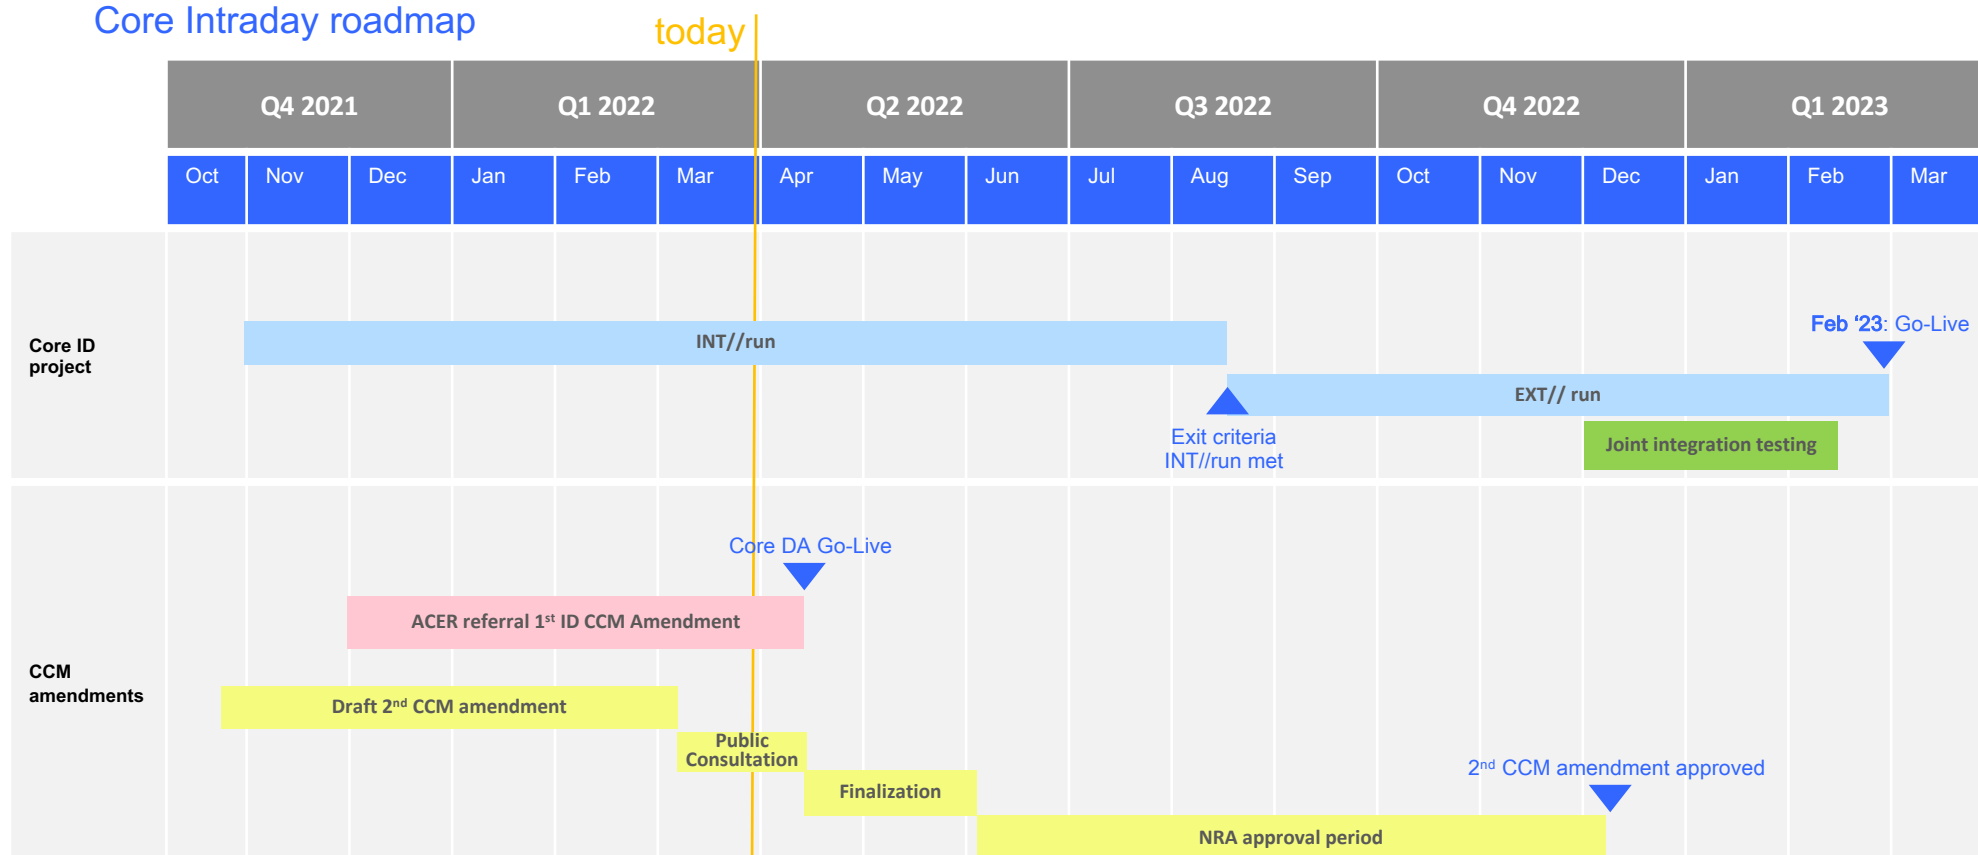 Core Intraday roadmap
today
Q4 2021
Q1 2022
Q2 2022
Q3 2022
Q4 2022
Q1 2023
Oct
Nov
Dec
Jan
Feb
Mar
Apr
May
Jun
Jul
Aug
Sep
Oct
Nov
Dec
Jan
Feb
Mar
Core ID
project
INT//run
Feb ‘23: Go-Live
EXT// run
Exit criteria
INT//run met
Joint integration testing
CCM
amendments
Core DA Go-Live
ACER referral 1st ID CCM Amendment
Draft 2nd CCM amendment
Public
Consultation
Finalization
2nd CCM amendment approved
NRA approval period